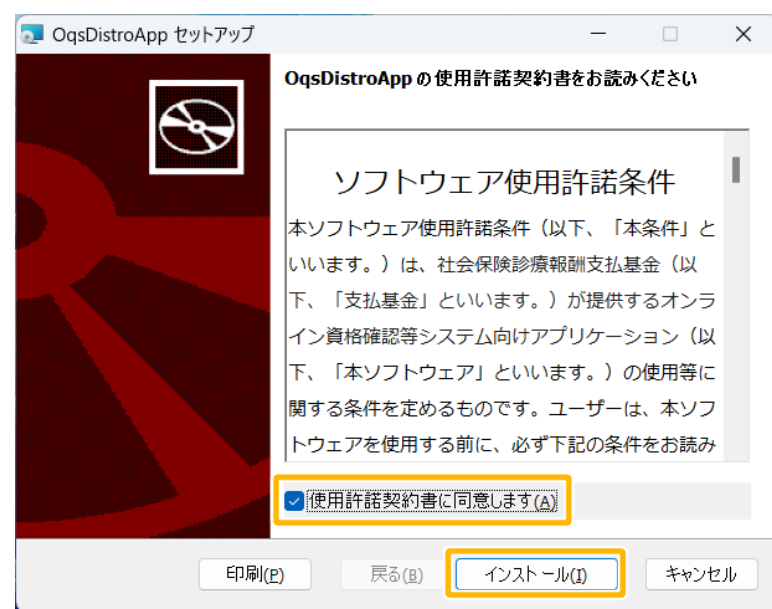 OqsDistroApp セットアップ
OqsDistroApp の使用許諾契約書をお読みください
ソフトウェア使用許諾条件
本ソフトウェア使用許諾条件（以下、「本条件」と
いいます。）は、社会保険診療報酬支払基金（以
下、「支払基金」といいます。）が提供するオンラ
イン資格確認等システム向けアプリケーション（以
下、「本ソフトウェア」といいます。）の使用等に
関する条件を定めるものです。ユーザーは、本ソフ
トウェアを使用する前に、必ず下記の条件をお読み
使用許諾契約書に同意します(A)
印刷(P) 戻る(B) インストール(I) キャンセル